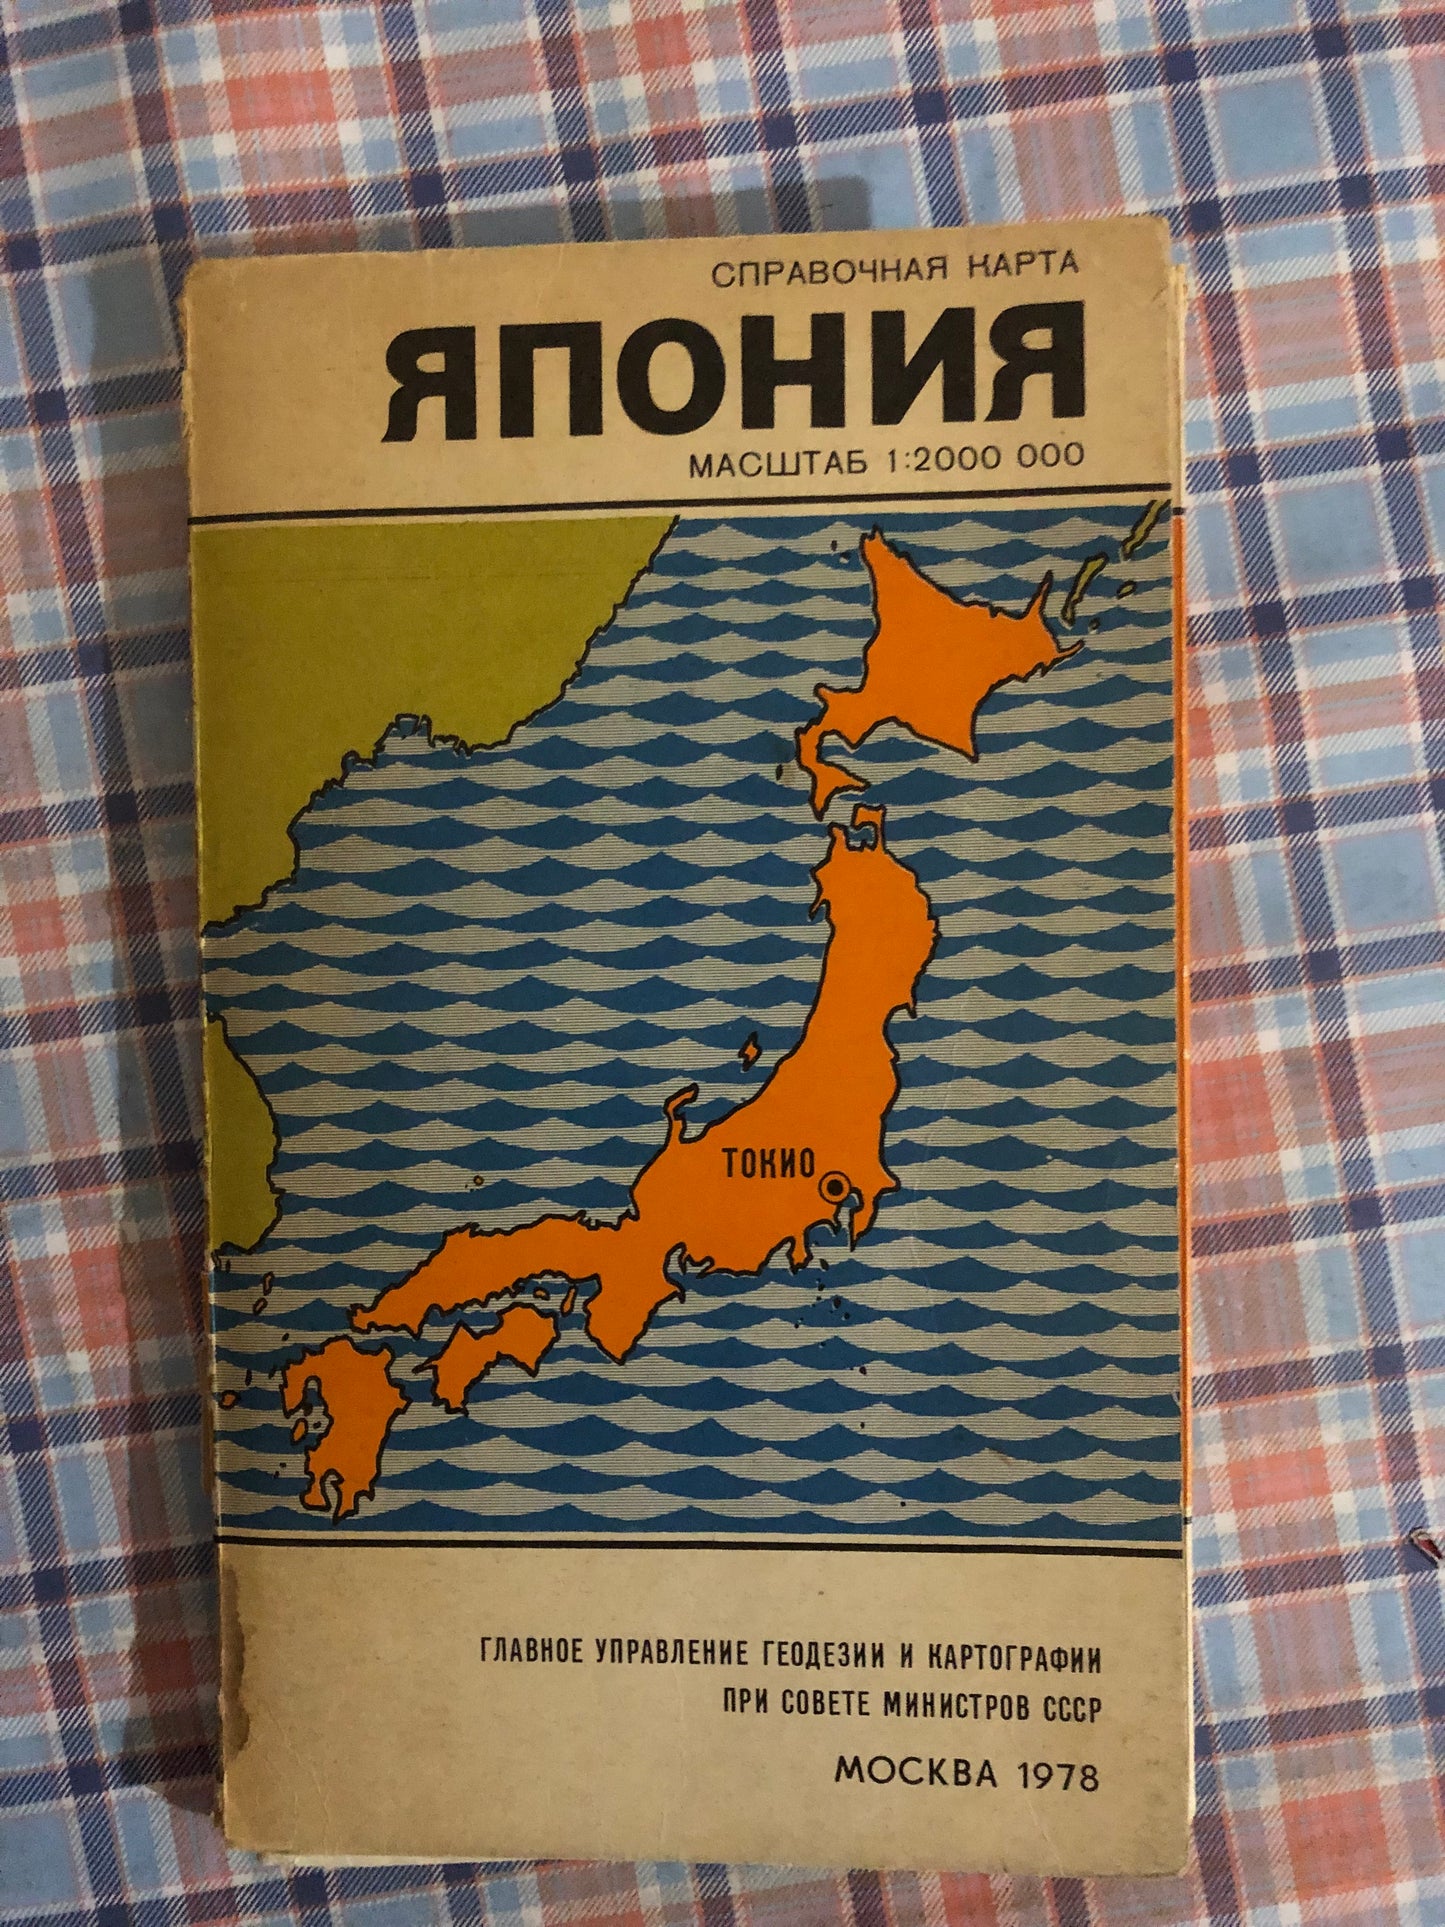 СПРАВОЧНАЯ КАРТА
ЯПОНИЯ
МАСШТАБ 1:2000 000
ТОКИО
ГЛАВНОЕ УПРАВЛЕНИЕ ГЕОДЕЗИИ И КАРТОГРАФИИ
ПРИ СОВЕТЕ МИНИСТРОВ СССР
МОСКВА 1978